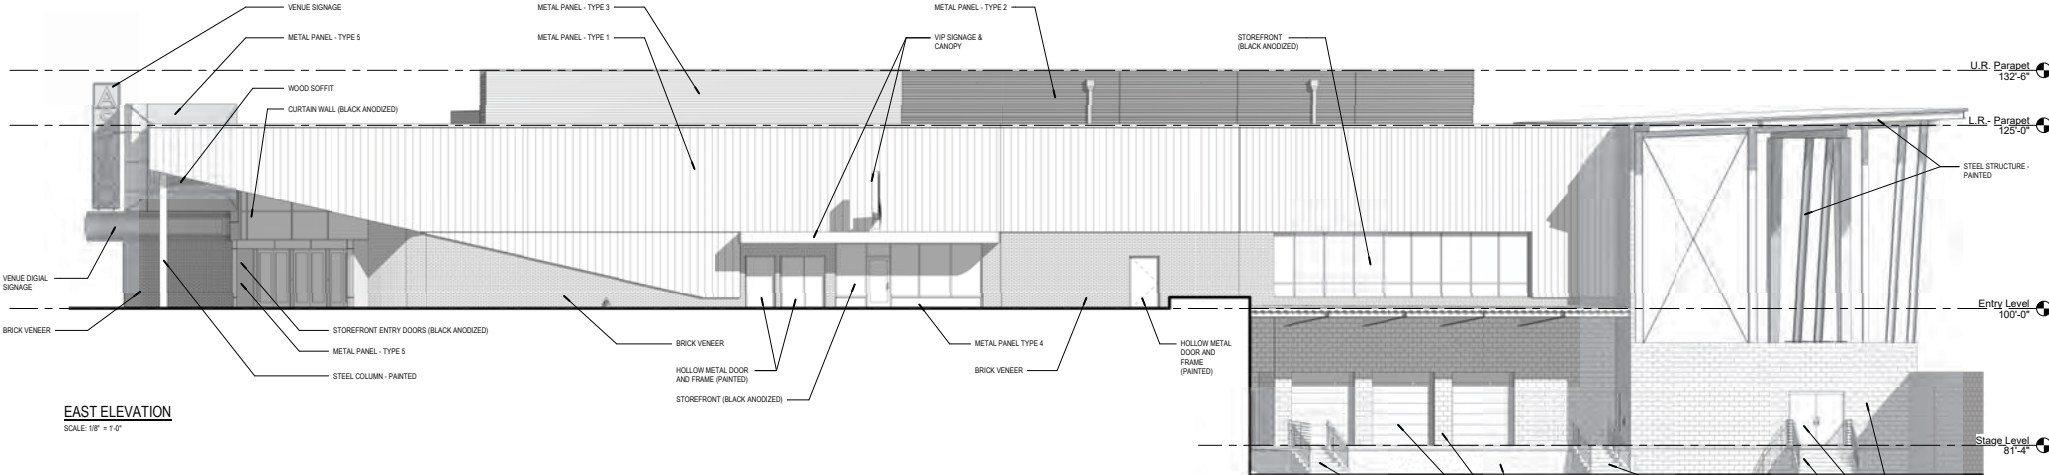 VENUE SIGNAGE
METAL PANEL - TYPE 3
METAL PANEL - TYPE 2
METAL PANEL - TYPE 5
METAL PANEL - TYPE 1
VIP SIGNAGE &
CANOPY
STOREFRONT
(BLACK ANODIZED)
U.R. Parapet
132'-6"
WOOD SOFFIT
CURTAIN WALL (BLACK ANODIZED)
L.R.- Parapet
125'-0"
STEEL STRUCTURE -
PAINTED
VENUE DIGIAL
SIGNAGE
Entry Level
100'-0"
BRICK VENEER
STOREFRONT ENTRY DOORS (BLACK ANODIZED)
METAL PANEL - TYPE 5
STEEL COLUMN - PAINTED
BRICK VENEER
HOLLOW METAL DOOR
AND FRAME (PAINTED)
STOREFRONT (BLACK ANODIZED)
METAL PANEL TYPE 4
BRICK VENEER
HOLLOW METAL
DOOR AND
FRAME
(PAINTED)
EAST ELEVATION
SCALE: 1/8" = 1'-0"
Stage Level
81'-4"